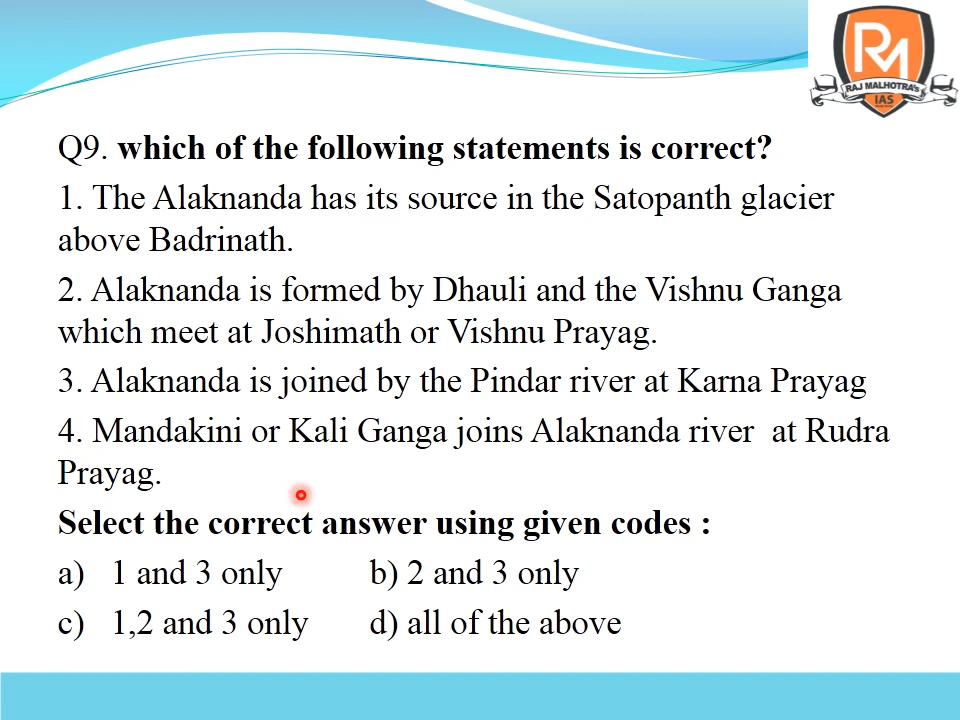 RM
RAJ MALHOTRA's
IAS
Q9. which of the following statements is correct?
1. The Alaknanda has its source in the Satopanth glacier
above Badrinath.
2. Alaknanda is formed by Dhauli and the Vishnu Ganga
which meet at Joshimath or Vishnu Prayag.
3. Alaknanda is joined by the Pindar river at Karna Prayag
4. Mandakini or Kali Ganga joins Alaknanda river at Rudra
Prayag.
Select the correct answer using given codes :
a) 1 and 3 only b) 2 and 3 only
c) 1,2 and 3 only d) all of the above